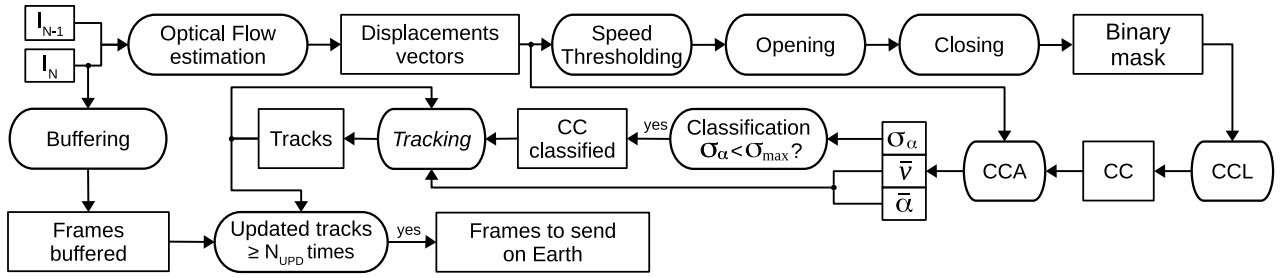 I_N-1
I_N
Optical Flow
estimation
Displacements
vectors
Speed
Thresholding
Opening
Closing
Binary
mask
Buffering
Tracks
Tracking
CC
classified
yes
Classification
σ_α < σ_max?
σ_α
v̄
ᾱ
CCA
CC
CCL
Frames
buffered
Updated tracks
≥ N_UPD times
yes
Frames to send
on Earth